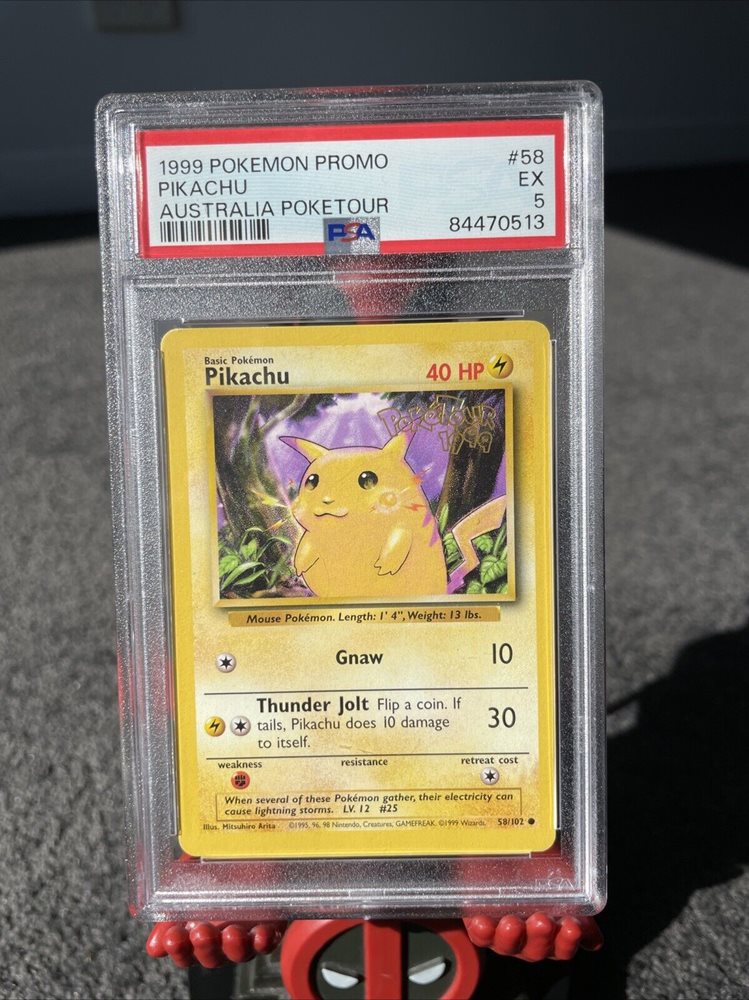 1999 POKEMON PROMO #58
PIKACHU EX
AUSTRALIA POKETOUR 5
PSA 84470513
Basic Pokémon
Pikachu 40 HP
POKéTOUR
1999
Mouse Pokémon. Length: 1' 4", Weight: 13 lbs.
Gnaw 10
Thunder Jolt Flip a coin. If
tails, Pikachu does 10 damage 30
to itself.
weakness resistance retreat cost
When several of these Pokémon gather, their electricity can
cause lightning storms. LV. 12 #25
Illus. Mitsuhiro Arita ©1995, 96, 98 Nintendo, Creatures, GAMEFREAK. ©1999 Wizards. 58/102